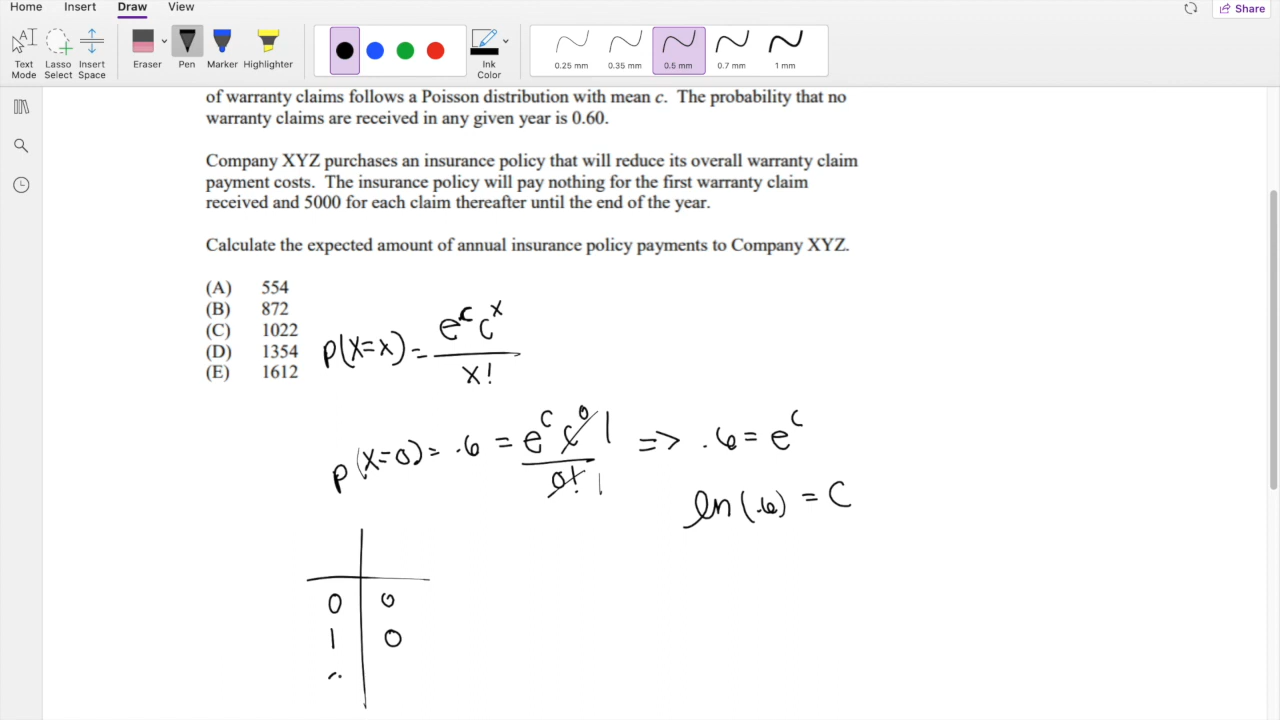 Home Insert Draw View Share
Text Mode Lasso Select Insert Space Eraser Pen Marker Highlighter Ink Color 0.25 mm 0.35 mm 0.5 mm 0.7 mm 1 mm
of warranty claims follows a Poisson distribution with mean c. The probability that no
warranty claims are received in any given year is 0.60.
Company XYZ purchases an insurance policy that will reduce its overall warranty claim
payment costs. The insurance policy will pay nothing for the first warranty claim
received and 5000 for each claim thereafter until the end of the year.
Calculate the expected amount of annual insurance policy payments to Company XYZ.
(A) 554
(B) 872
(C) 1022
(D) 1354
(E) 1612
P(X=x) = e^c c^x / x!
P(X=0) = .6 = e^c c^0 1 / 0! 1 => .6 = e^c
ln(.6) = c
0 0
1 0